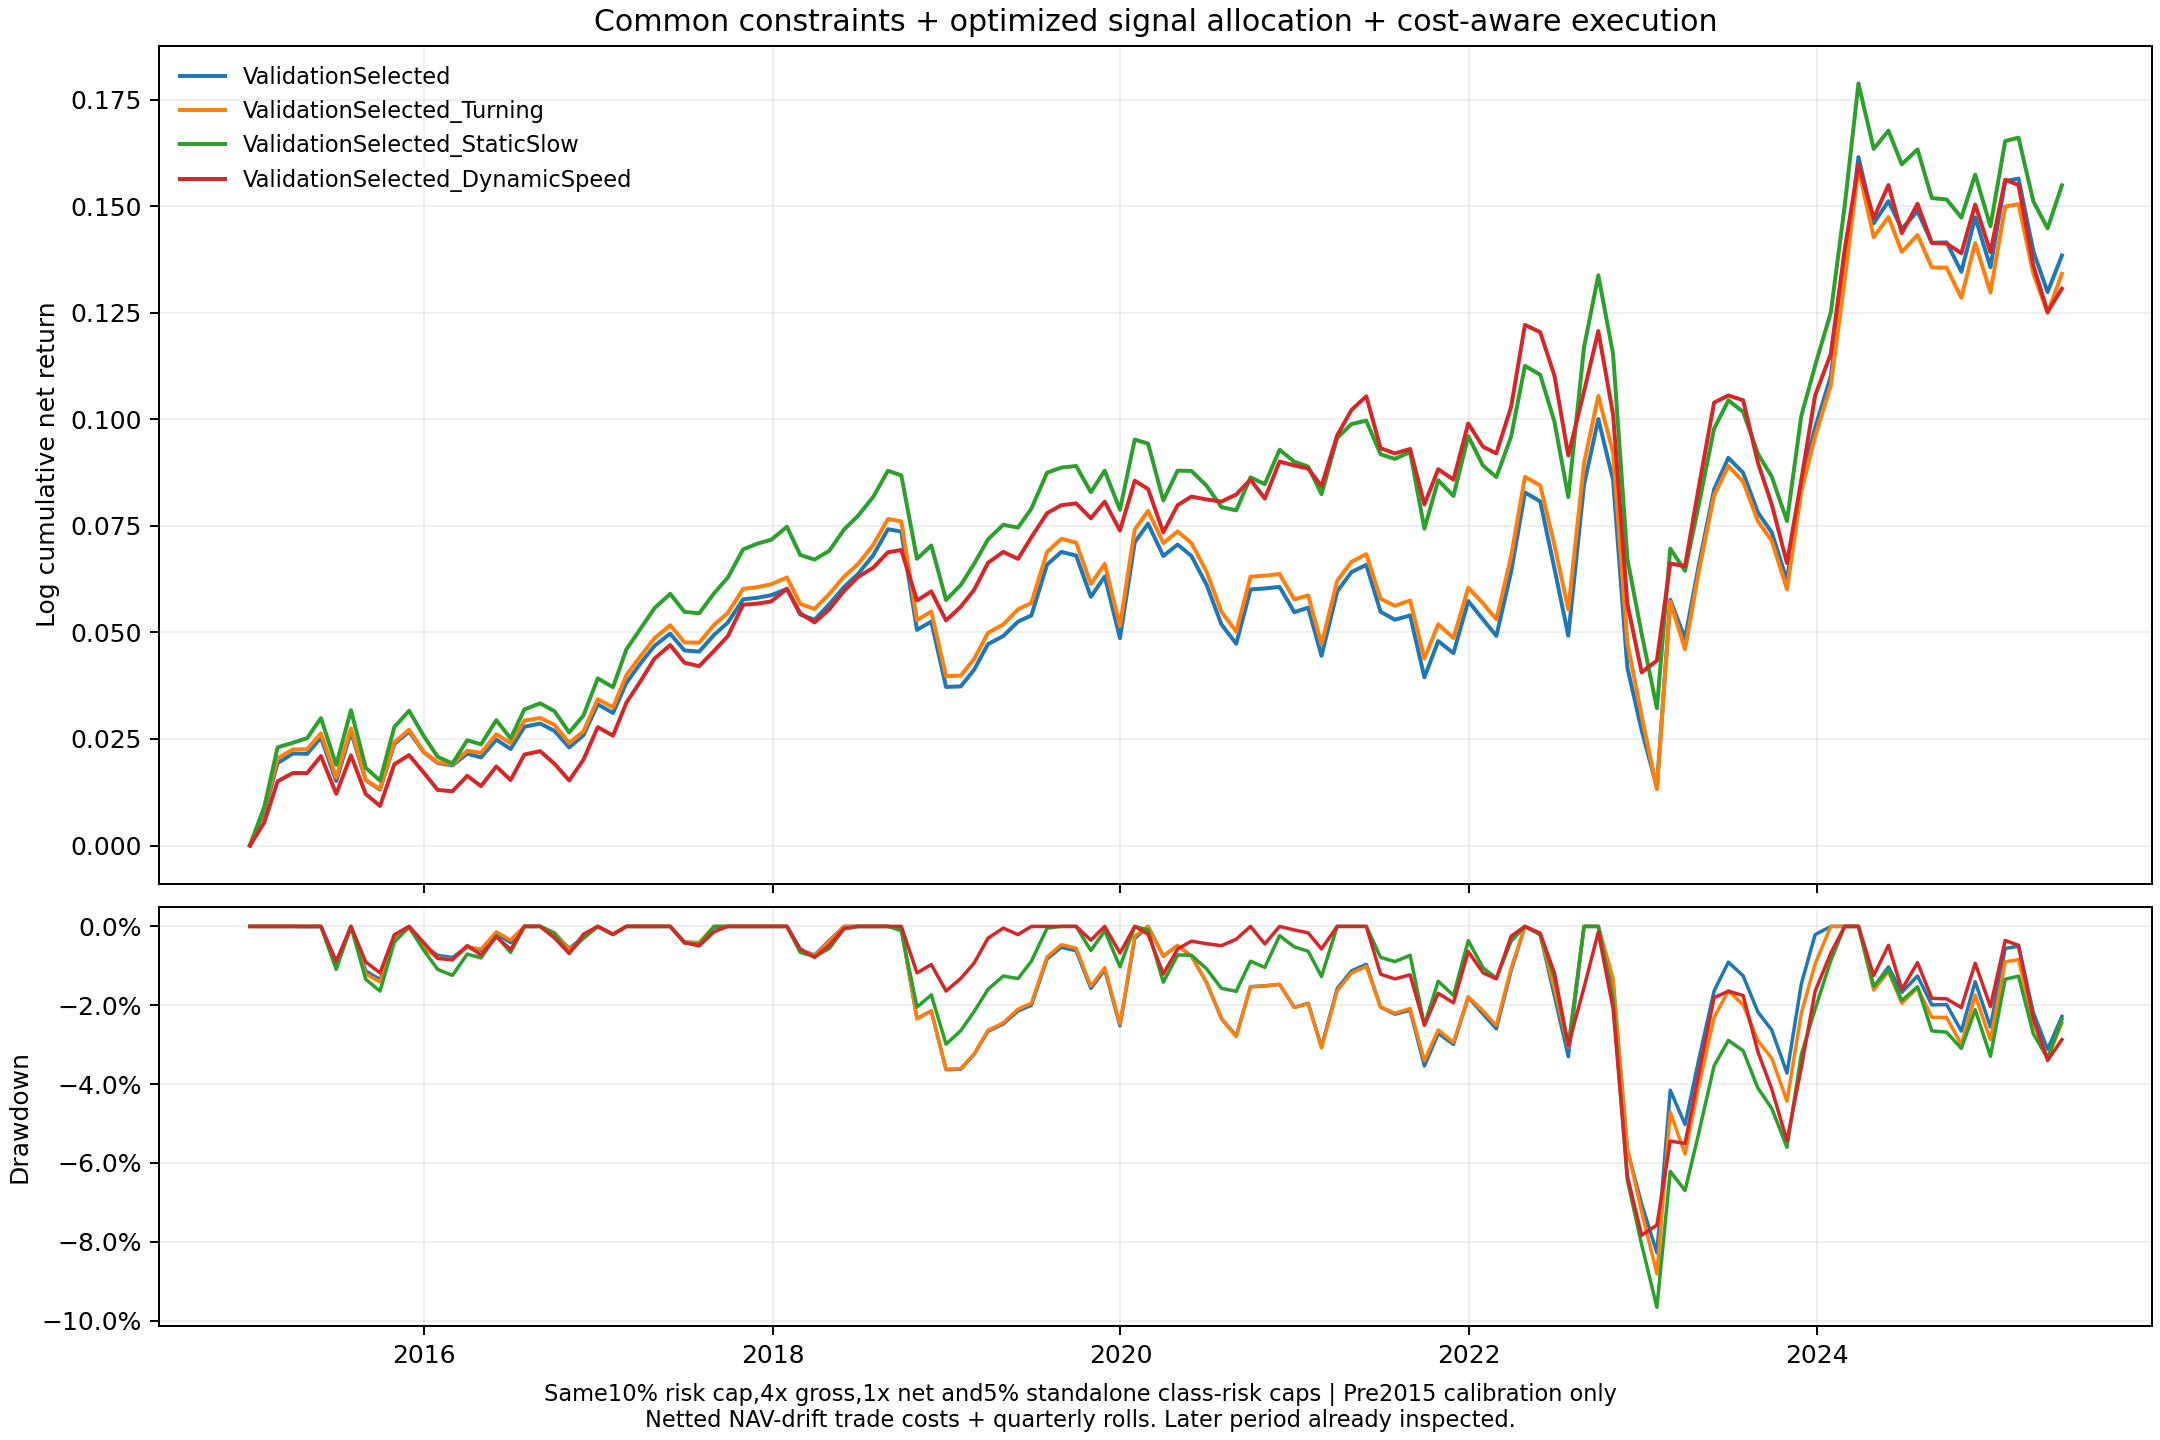 Common constraints + optimized signal allocation + cost-aware execution
ValidationSelected
ValidationSelected_Turning
ValidationSelected_StaticSlow
ValidationSelected_DynamicSpeed
Log cumulative net return
0.175
0.150
0.125
0.100
0.075
0.050
0.025
0.000
Drawdown
0.0%
−2.0%
−4.0%
−6.0%
−8.0%
−10.0%
2016 2018 2020 2022 2024
Same10% risk cap,4x gross,1x net and5% standalone class-risk caps | Pre2015 calibration only
Netted NAV-drift trade costs + quarterly rolls. Later period already inspected.